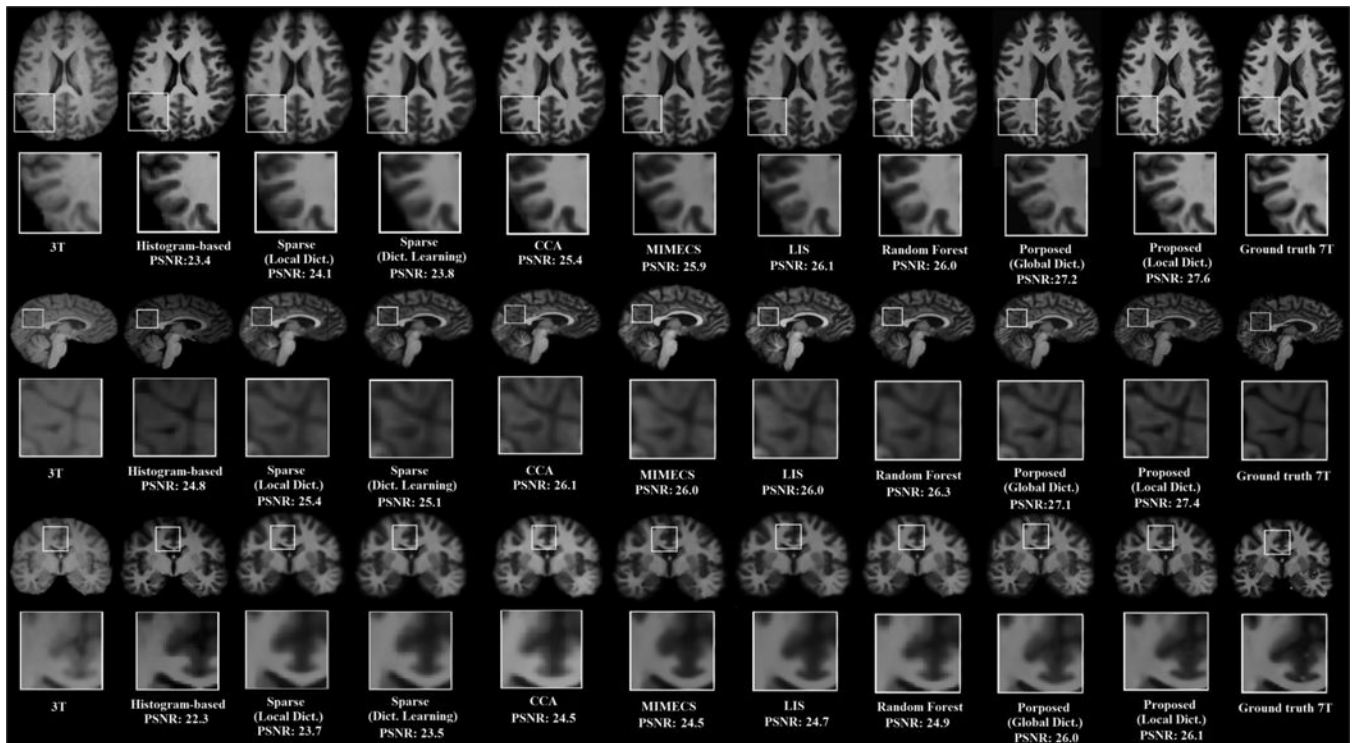 3T
Histogram-based
PSNR:23.4
Sparse
(Local Dict.)
PSNR: 24.1
Sparse
(Dict. Learning)
PSNR: 23.8
CCA
PSNR: 25.4
MIMECS
PSNR: 25.9
LIS
PSNR: 26.1
Random Forest
PSNR: 26.0
Porposed
(Global Dict.)
PSNR:27.2
Proposed
(Local Dict.)
PSNR: 27.6
Ground truth 7T
3T
Histogram-based
PSNR: 24.8
Sparse
(Local Dict.)
PSNR: 25.4
Sparse
(Dict. Learning)
PSNR: 25.1
CCA
PSNR: 26.1
MIMECS
PSNR: 26.0
LIS
PSNR:26.0
Random Forest
PSNR: 26.3
Porposed
(Global Dict.)
PSNR:27.1
Proposed
(Local Dict.)
PSNR: 27.4
Ground truth 7T
3T
Histogram-based
PSNR: 22.3
Sparse
(Local Dict.)
PSNR: 23.7
Sparse
(Dict. Learning)
PSNR: 23.5
CCA
PSNR: 24.5
MIMECS
PSNR: 24.5
LIS
PSNR: 24.7
Random Forest
PSNR: 24.9
Porposed
(Global Dict.)
PSNR: 26.0
Proposed
(Local Dict.)
PSNR: 26.1
Ground truth 7T